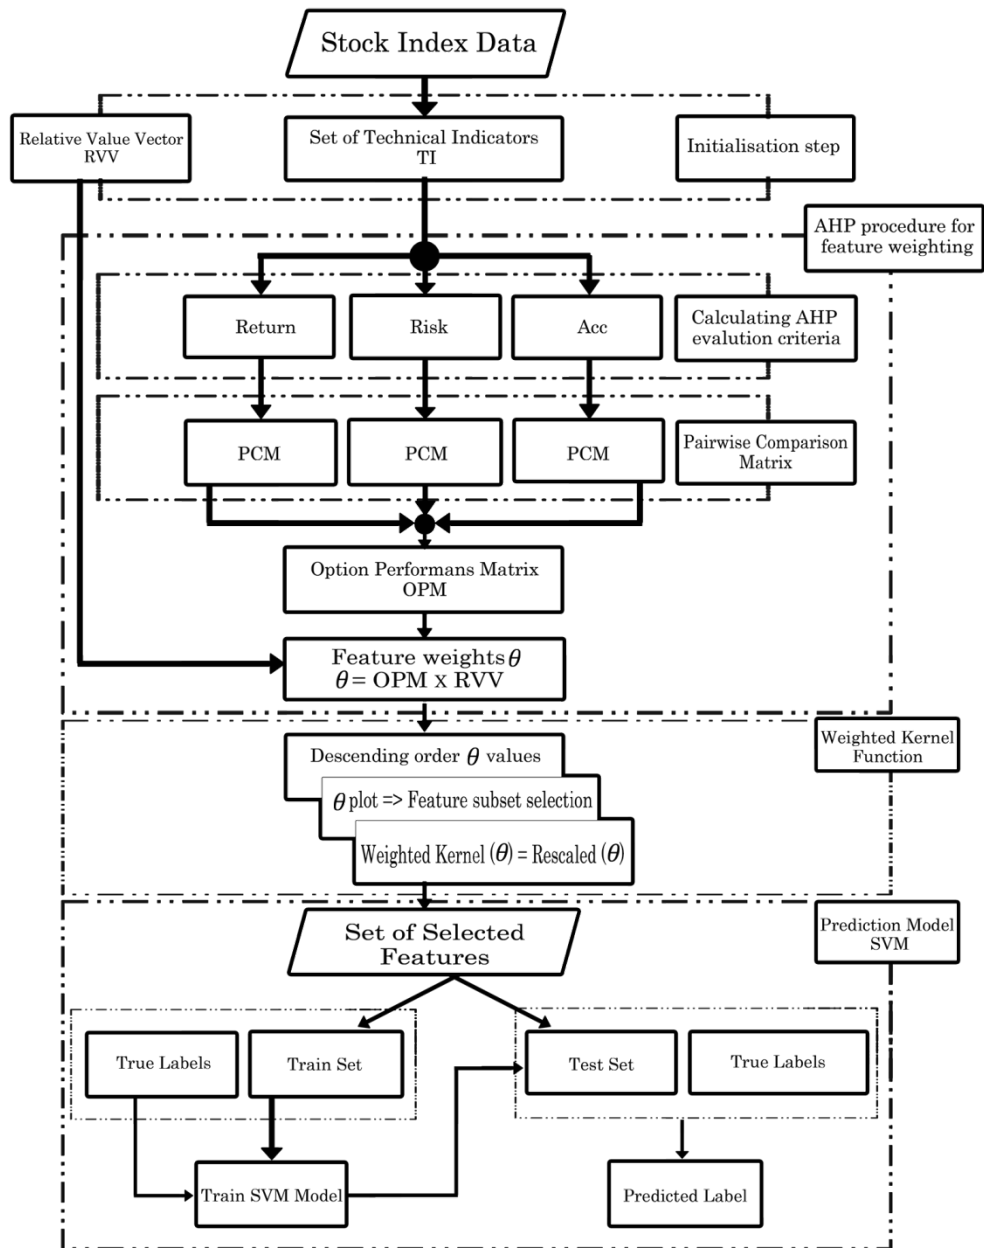 Stock Index Data
Relative Value Vector
RVV
Set of Technical Indicators
TI
Initialisation step
AHP procedure for
feature weighting
Return
Risk
Acc
Calculating AHP
evalution criteria
PCM
PCM
PCM
Pairwise Comparison
Matrix
Option Performans Matrix
OPM
Feature weights θ
θ = OPM x RVV
Weighted Kernel
Function
Descending order θ values
θ plot => Feature subset selection
Weighted Kernel (θ) = Rescaled (θ)
Prediction Model
SVM
Set of Selected
Features
True Labels
Train Set
Test Set
True Labels
Train SVM Model
Predicted Label